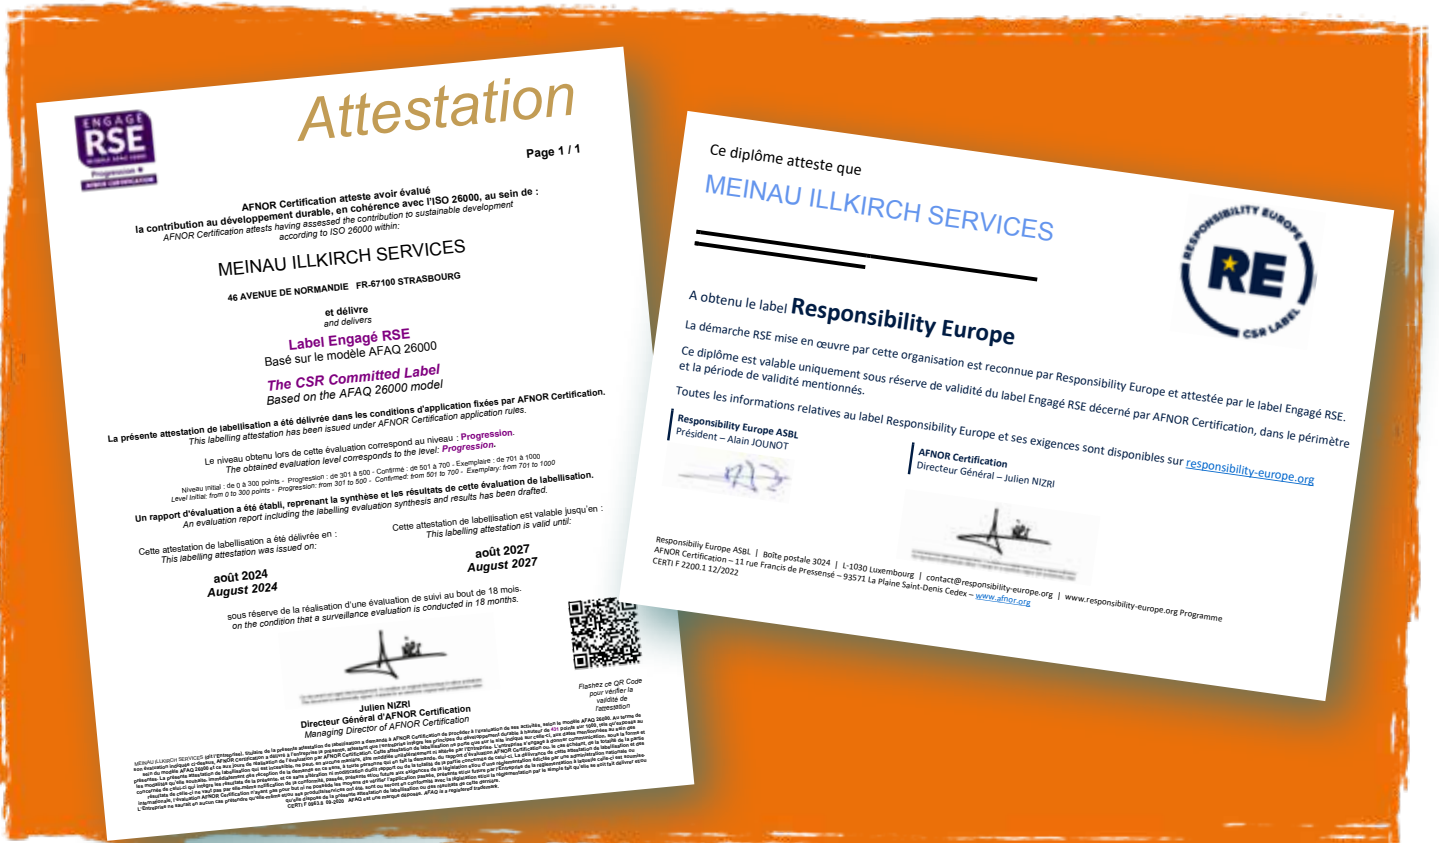 ENGAGÉ
RSE
MODÈLE AFAQ 26000
Progression
AFNOR CERTIFICATION
Attestation
Page 1 / 1
AFNOR Certification atteste avoir évalué
la contribution au développement durable, en cohérence avec l'ISO 26000, au sein de :
AFNOR Certification attests having assessed the contribution to sustainable development
according to ISO 26000 within:
MEINAU ILLKIRCH SERVICES
46 AVENUE DE NORMANDIE FR-67100 STRASBOURG
et délivre
and delivers
Label Engagé RSE
Basé sur le modèle AFAQ 26000
The CSR Committed Label
Based on the AFAQ 26000 model
La présente attestation de labellisation a été délivrée dans les conditions d'application fixées par AFNOR Certification.
This labelling attestation has been issued under AFNOR Certification application rules.
Le niveau obtenu lors de cette évaluation correspond au niveau : Progression.
The obtained evaluation level corresponds to the level: Progression.
Niveau Initial : de 0 à 300 points - Progression : de 301 à 500 - Confirmé : de 501 à 700 - Exemplaire : de 701 à 1000
Level Initial: from 0 to 300 points - Progression: from 301 to 500 - Confirmed: from 501 to 700 - Exemplary: from 701 to 1000
Un rapport d'évaluation a été établi, reprenant la synthèse et les résultats de cette évaluation de labellisation.
An evaluation report including the labelling evaluation synthesis and results has been drafted.
Cette attestation de labellisation a été délivrée en :
This labelling attestation was issued on:
août 2024
August 2024
Cette attestation de labellisation est valable jusqu'en :
This labelling attestation is valid until:
août 2027
August 2027
sous réserve de la réalisation d'une évaluation de suivi au bout de 18 mois.
on the condition that a surveillance evaluation is conducted in 18 months.
Julien NIZRI
Directeur Général d'AFNOR Certification
Managing Director of AFNOR Certification
Flashez ce QR Code
pour vérifier la
validité de
l'attestation
MEINAU ILLKIRCH SERVICES
AFAQ est une marque déposée. AFAQ is a registered trademark.
Ce diplôme atteste que
MEINAU ILLKIRCH SERVICES
RESPONSIBILITY EUROPE
RE
CSR LABEL
A obtenu le label Responsibility Europe
La démarche RSE mise en œuvre par cette organisation est reconnue par Responsibility Europe et attestée par le label Engagé RSE.
Ce diplôme est valable uniquement sous réserve de validité du label Engagé RSE décerné par AFNOR Certification, dans le périmètre
et la période de validité mentionnés.
Toutes les informations relatives au label Responsibility Europe et ses exigences sont disponibles sur responsibility-europe.org
Responsibility Europe ASBL
Président – Alain JOUNOT
AFNOR Certification
Directeur Général – Julien NIZRI
Responsibiliy Europe ASBL | Boîte postale 3024 | L-1030 Luxembourg | contact@responsibility-europe.org | www.responsibility-europe.org Programme
AFNOR Certification – 11 rue Francis de Pressensé – 93571 La Plaine Saint-Denis Cedex – www.afnor.org
CERTI F 2200.1 12/2022